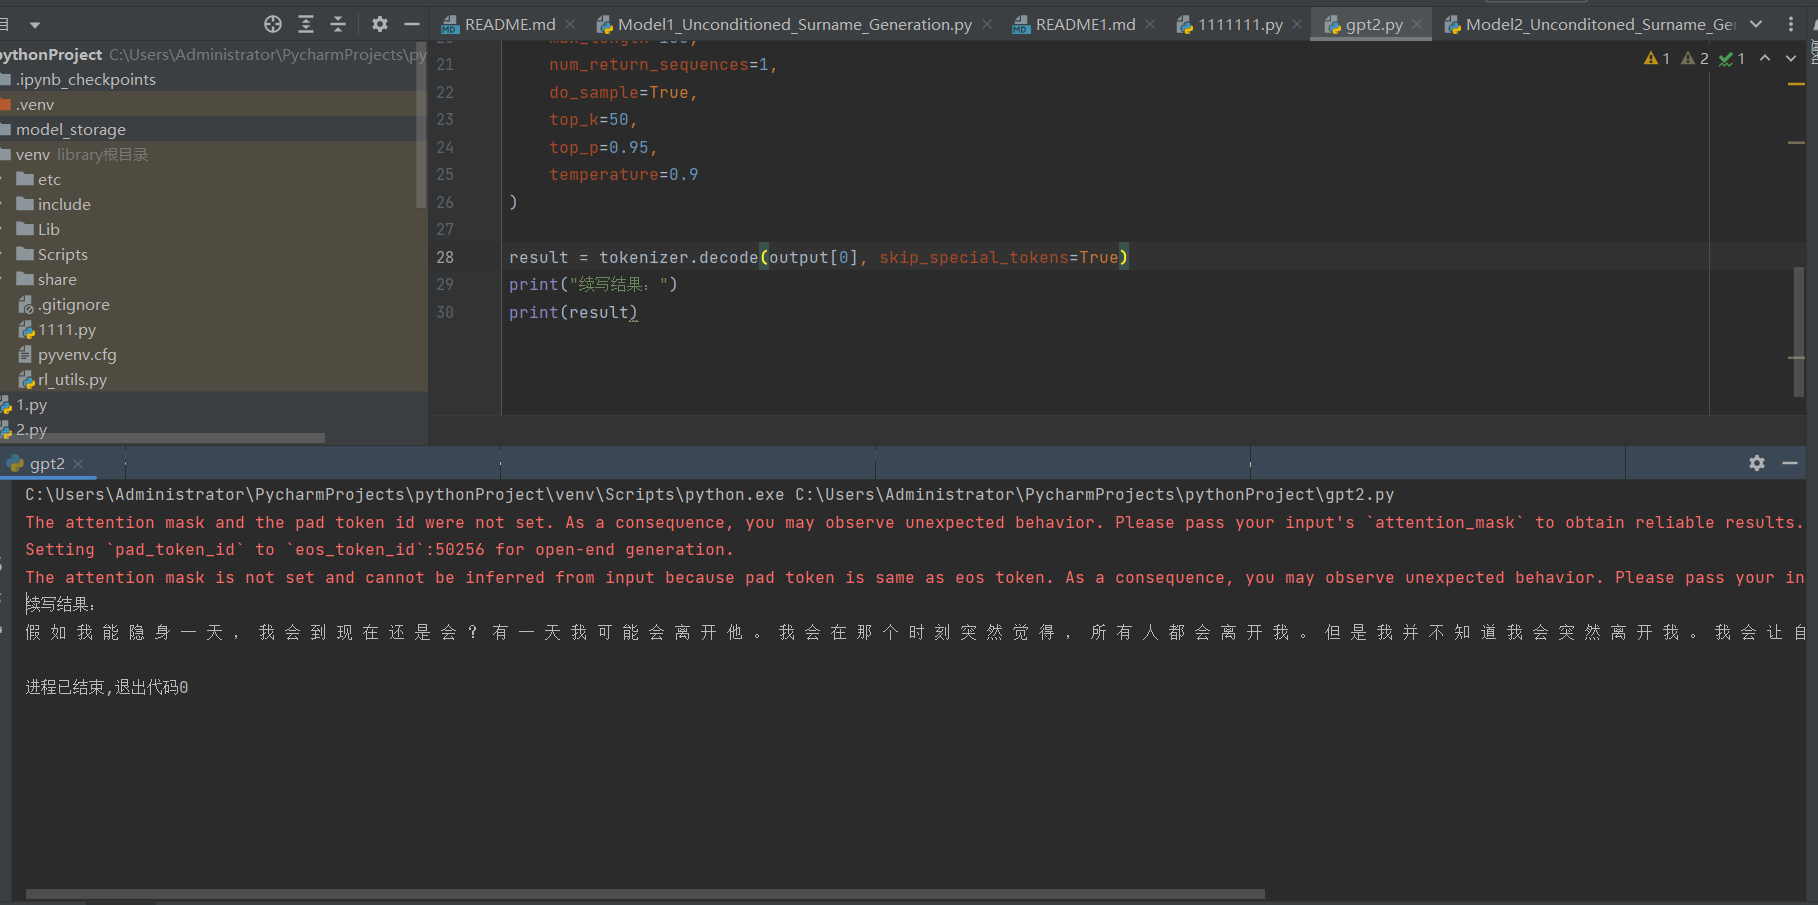 README.md
Model1_Unconditioned_Surname_Generation.py
README1.md
1111111.py
gpt2.py
Model2_Unconditoned_Surname_Ge
pythonProject C:\Users\Administrator\PycharmProjects\py
.ipynb_checkpoints
.venv
model_storage
venv library根目录
etc
include
Lib
Scripts
share
.gitignore
1111.py
pyvenv.cfg
rl_utils.py
1.py
2.py
21 num_return_sequences=1,
22 do_sample=True,
23 top_k=50,
24 top_p=0.95,
25 temperature=0.9
26 )
27
28 result = tokenizer.decode(output[0], skip_special_tokens=True)
29 print("续写结果：")
30 print(result)
1 2 1
gpt2
C:\Users\Administrator\PycharmProjects\pythonProject\venv\Scripts\python.exe C:\Users\Administrator\PycharmProjects\pythonProject\gpt2.py
The attention mask and the pad token id were not set. As a consequence, you may observe unexpected behavior. Please pass your input's `attention_mask` to obtain reliable results.
Setting `pad_token_id` to `eos_token_id`:50256 for open-end generation.
The attention mask is not set and cannot be inferred from input because pad token is same as eos token. As a consequence, you may observe unexpected behavior. Please pass your in
续写结果：
假 如 我 能 隐 身 一 天 ， 我 会 到 现 在 还 是 会 ？ 有 一 天 我 可 能 会 离 开 他 。 我 会 在 那 个 时 刻 突 然 觉 得 ， 所 有 人 都 会 离 开 我 。 但 是 我 并 不 知 道 我 会 突 然 离 开 我 。 我 会 让 自
进程已结束,退出代码0